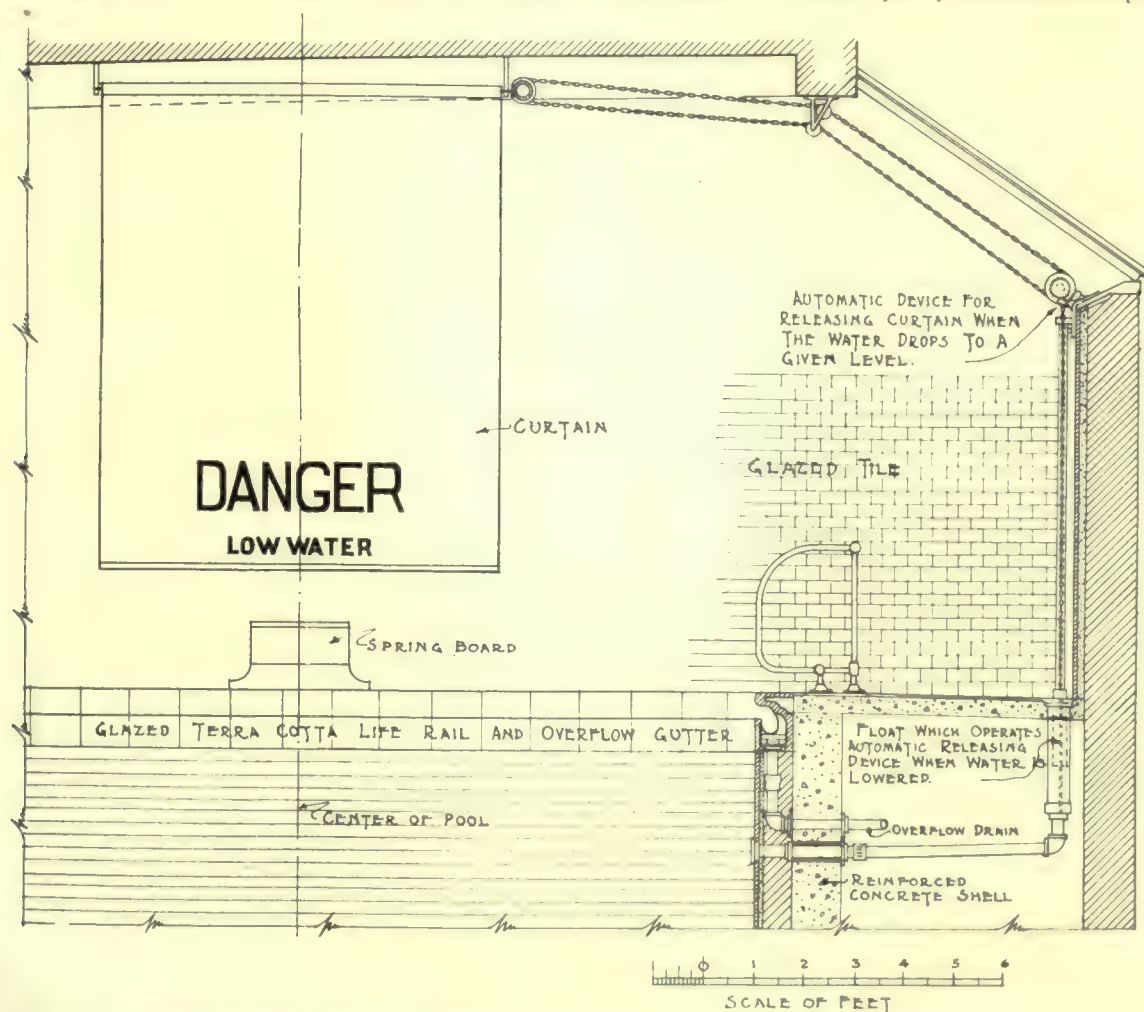 AUTOMATIC DEVICE FOR
RELEASING CURTAIN WHEN
THE WATER DROPS TO A
GIVEN LEVEL.
CURTAIN
GLAZED TILE
DANGER
LOW WATER
SPRING BOARD
GLAZED TERRA COTTA LIFE RAIL AND OVERFLOW GUTTER
FLOAT WHICH OPERATES
AUTOMATIC RELEASING
DEVICE WHEN WATER IS
LOWERED.
CENTER OF POOL
OVERFLOW DRAIN
REINFORCED
CONCRETE SHELL
0 1 2 3 4 5 6
SCALE OF FEET